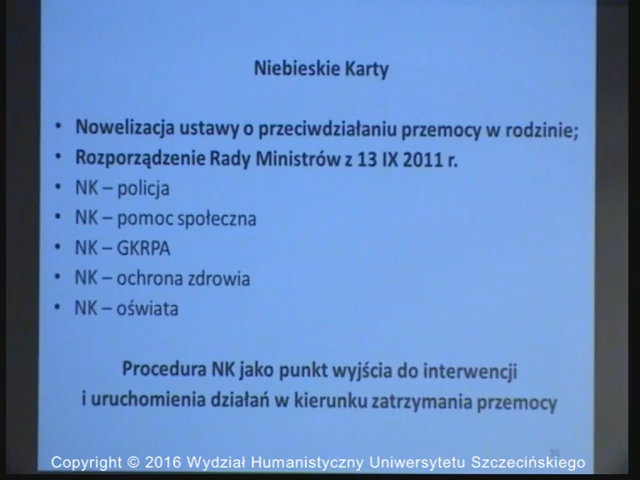 Niebieskie Karty
• Nowelizacja ustawy o przeciwdziałaniu przemocy w rodzinie;
• Rozporządzenie Rady Ministrów z 13 IX 2011 r.
• NK – policja
• NK – pomoc społeczna
• NK – GKRPA
• NK – ochrona zdrowia
• NK – oświata
Procedura NK jako punkt wyjścia do interwencji
i uruchomienia działań w kierunku zatrzymania przemocy
Copyright © 2016 Wydział Humanistyczny Uniwersytetu Szczecińskiego